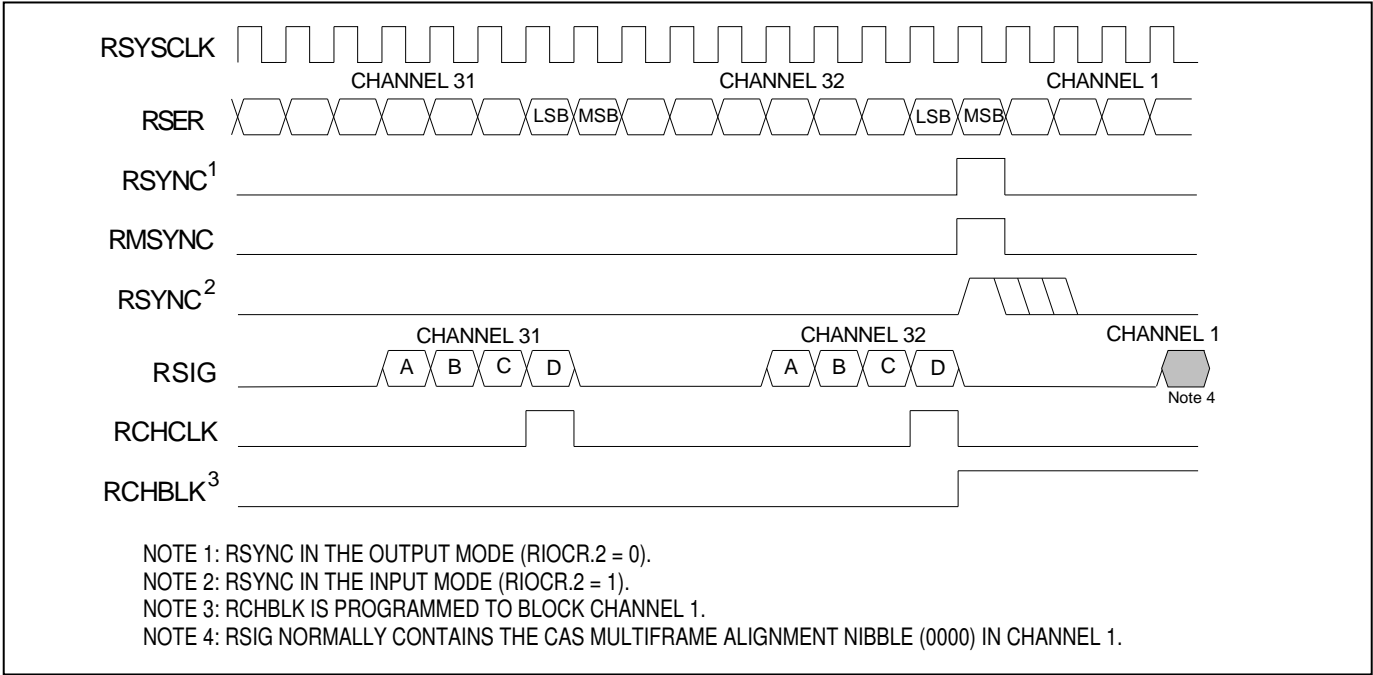 RSYSCLK
CHANNEL 31 CHANNEL 32 CHANNEL 1
RSER LSB MSB LSB MSB
RSYNC1
RMSYNC
RSYNC2
CHANNEL 31 CHANNEL 32 CHANNEL 1
RSIG A B C D A B C D
Note 4
RCHCLK
RCHBLK3
NOTE 1: RSYNC IN THE OUTPUT MODE (RIOCR.2 = 0).
NOTE 2: RSYNC IN THE INPUT MODE (RIOCR.2 = 1).
NOTE 3: RCHBLK IS PROGRAMMED TO BLOCK CHANNEL 1.
NOTE 4: RSIG NORMALLY CONTAINS THE CAS MULTIFRAME ALIGNMENT NIBBLE (0000) IN CHANNEL 1.